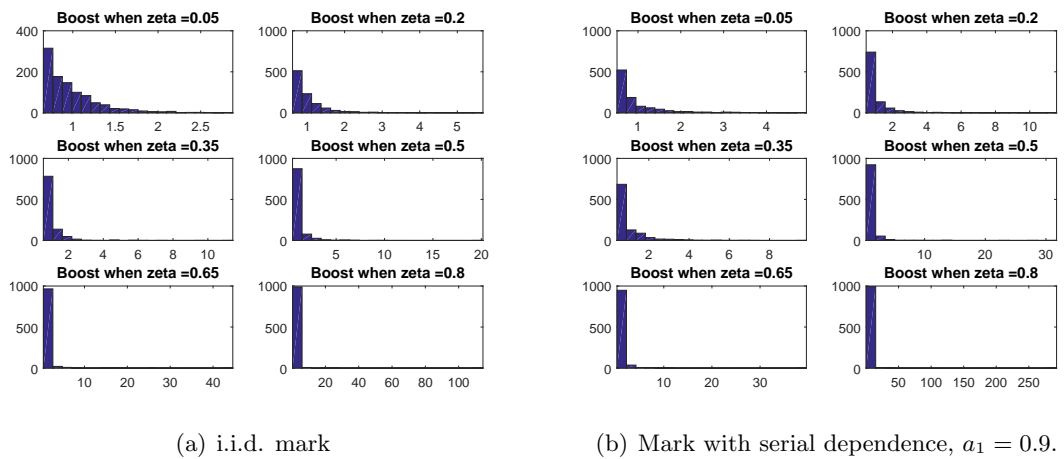 Boost when zeta =0.05
400
200
0
1 1.5 2 2.5
Boost when zeta =0.2
1000
500
0
1 2 3 4 5
Boost when zeta =0.35
1000
500
0
2 4 6 8 10
Boost when zeta =0.5
1000
500
0
5 10 15 20
Boost when zeta =0.65
1000
500
0
10 20 30 40
Boost when zeta =0.8
1000
500
0
20 40 60 80 100
(a) i.i.d. mark
Boost when zeta =0.05
1000
500
0
1 2 3 4
Boost when zeta =0.2
1000
500
0
2 4 6 8 10
Boost when zeta =0.35
1000
500
0
2 4 6 8
Boost when zeta =0.5
1000
500
0
10 20 30
Boost when zeta =0.65
1000
500
0
10 20 30
Boost when zeta =0.8
1000
500
0
50 100 150 200 250
(b) Mark with serial dependence, a₁ = 0.9.